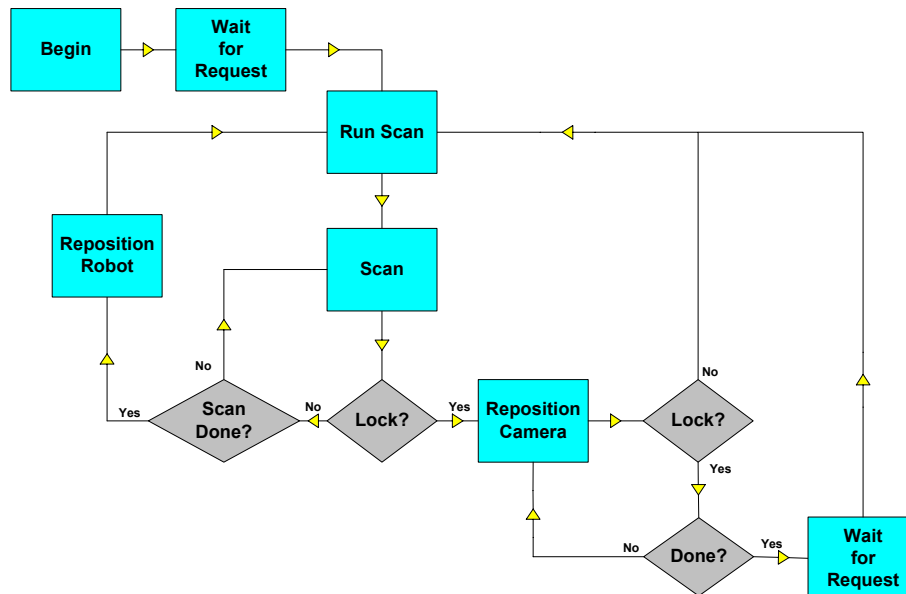 Begin
Wait
for
Request
Run Scan
Reposition
Robot
Scan
No
No
Yes
Scan
Done?
No
Lock?
Yes
Reposition
Camera
Lock?
Yes
No
Done?
Yes
Wait
for
Request